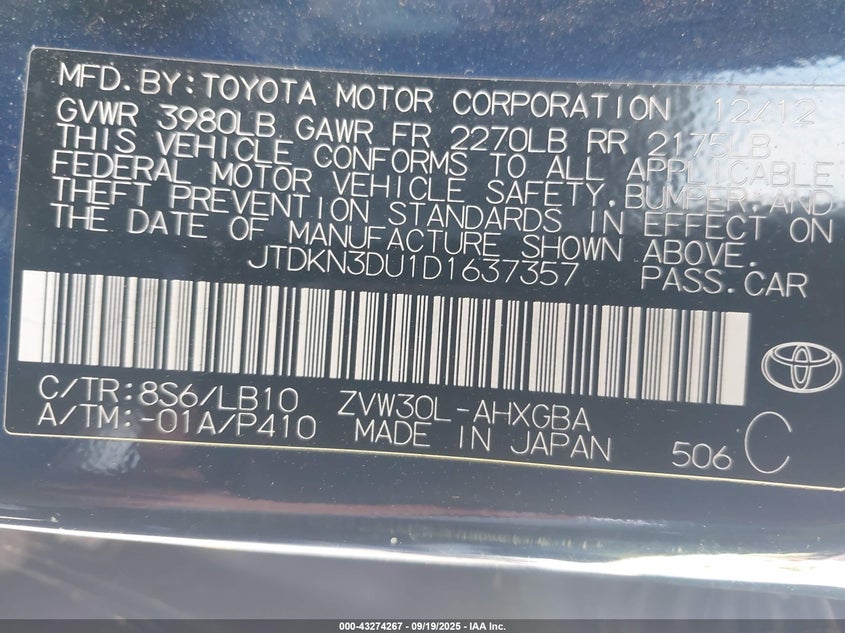 MFD. BY: TOYOTA MOTOR CORPORATION 12/12
GVWR 3980LB GAWR FR 2270LB RR 2175LB
THIS VEHICLE CONFORMS TO ALL APPLICABLE
FEDERAL MOTOR VEHICLE SAFETY, BUMPER, AND
THEFT PREVENTION STANDARDS IN EFFECT ON
THE DATE OF MANUFACTURE SHOWN ABOVE.
JTDKN3DU1D1637357 PASS. CAR
C/TR: 8S6/LB10 ZVW30L-AHXGBA
A/TM: -01A/P410 MADE IN JAPAN 506 C
000-43274267 - 09/19/2025 - IAA Inc.